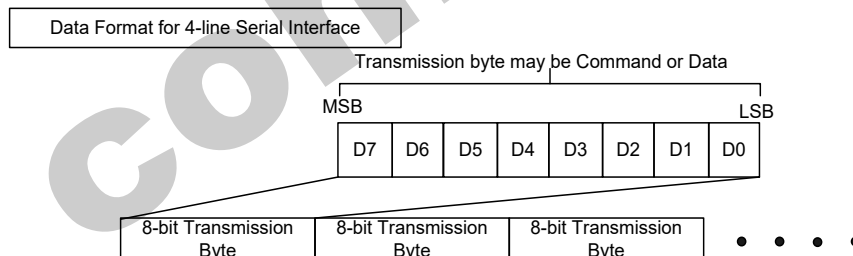 Data Format for 4-line Serial Interface
Transmission byte may be Command or Data
MSB
LSB
D7 D6 D5 D4 D3 D2 D1 D0
8-bit Transmission 8-bit Transmission 8-bit Transmission
Byte Byte Byte